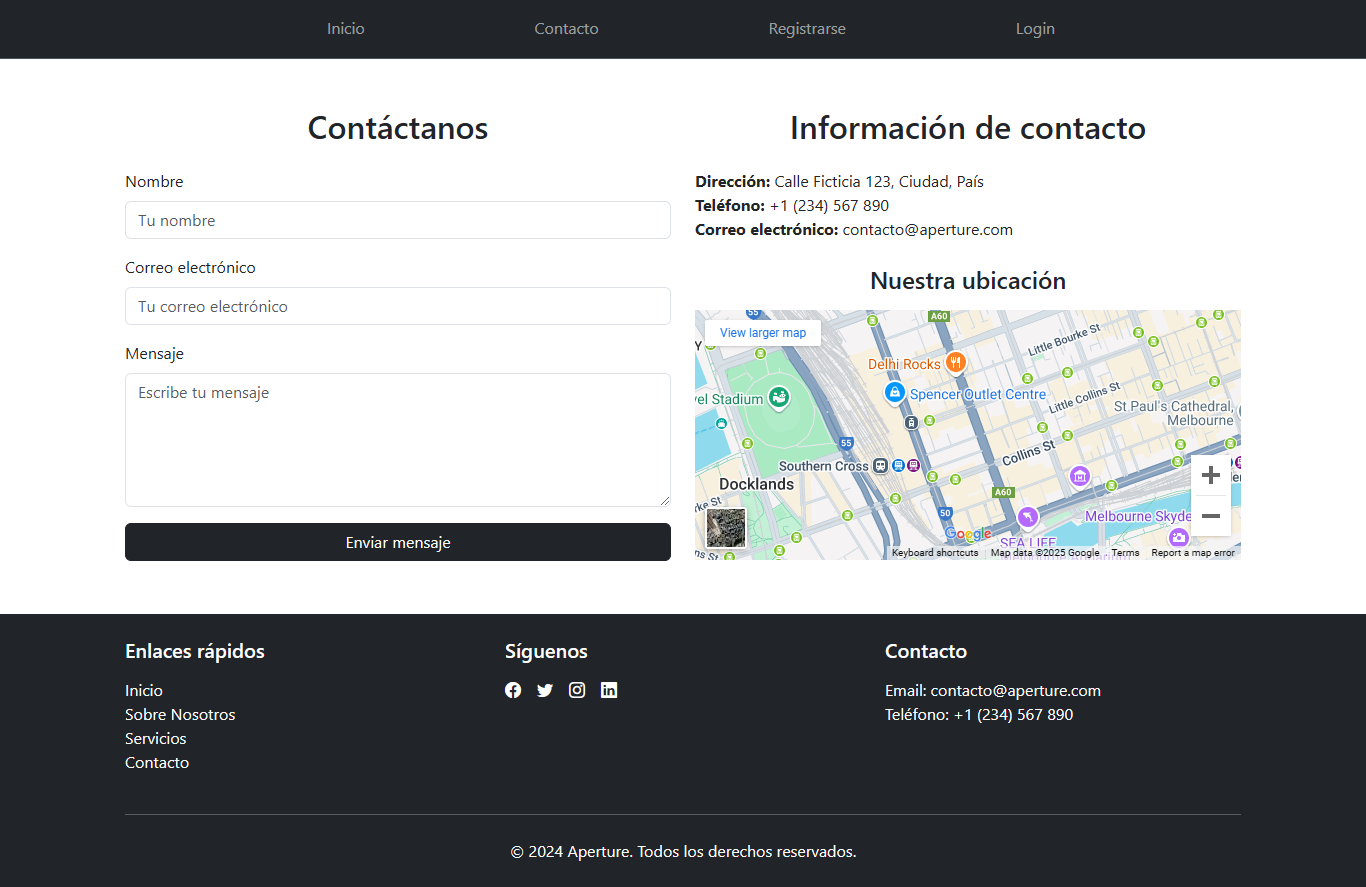 Inicio
Contacto
Registrarse
Login
Contáctanos
Nombre
Tu nombre
Correo electrónico
Tu correo electrónico
Mensaje
Escribe tu mensaje
Enviar mensaje
Información de contacto
Dirección: Calle Ficticia 123, Ciudad, País
Teléfono: +1 (234) 567 890
Correo electrónico: contacto@aperture.com
Nuestra ubicación
55
A60
View larger map
Little Bourke St
Y
Delhi Rocks
Spencer Outlet Centre
Little Collins St
vel Stadium
St Paul's Cathedral,
Melbourne
55
Collins St
Southern Cross
Docklands
A60
rke St
50
Melbourne Skyde
Google
SEA LIFE
Keyboard shortcuts
Map data ©2025 Google
Terms
Report a map error
Enlaces rápidos
Inicio
Sobre Nosotros
Servicios
Contacto
Síguenos
Contacto
Email: contacto@aperture.com
Teléfono: +1 (234) 567 890
© 2024 Aperture. Todos los derechos reservados.